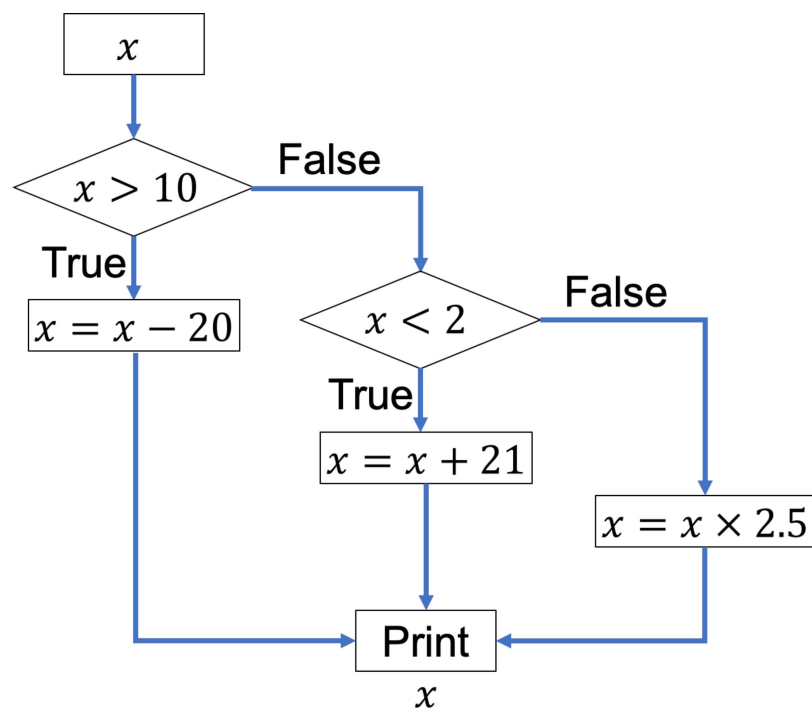 x
x > 10
False
True
x = x − 20
x < 2
False
True
x = x + 21
x = x × 2.5
Print
x